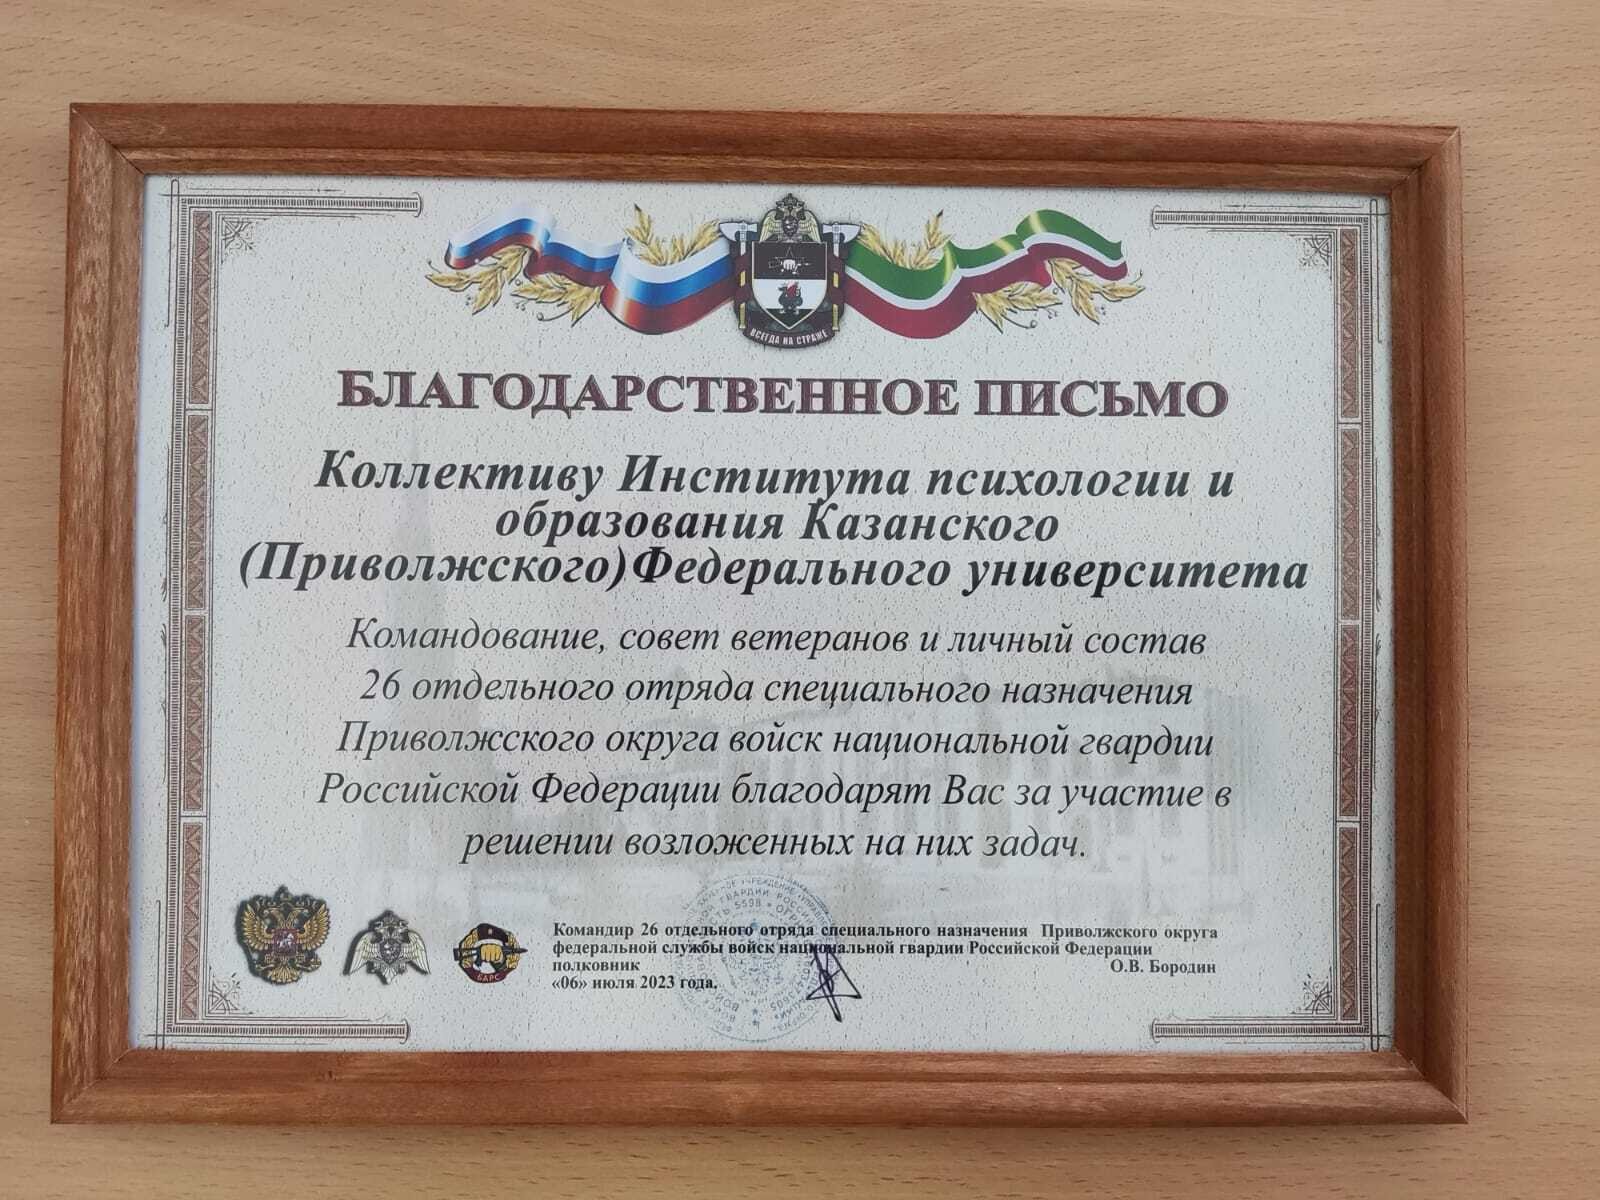 ВСЕГДА НА СТРАЖЕ
БЛАГОДАРСТВЕННОЕ ПИСЬМО
Коллективу Института психологии и
образования Казанского
(Приволжского)Федерального университета
Командование, совет ветеранов и личный состав
26 отдельного отряда специального назначения
Приволжского округа войск национальной гвардии
Российской Федерации благодарят Вас за участие в
решении возложенных на них задач.
БАРС
Командир 26 отдельного отряда специального назначения Приволжского округа
федеральной службы войск национальной гвардии Российской Федерации
полковник О.В. Бородин
«06» июля 2023 года.